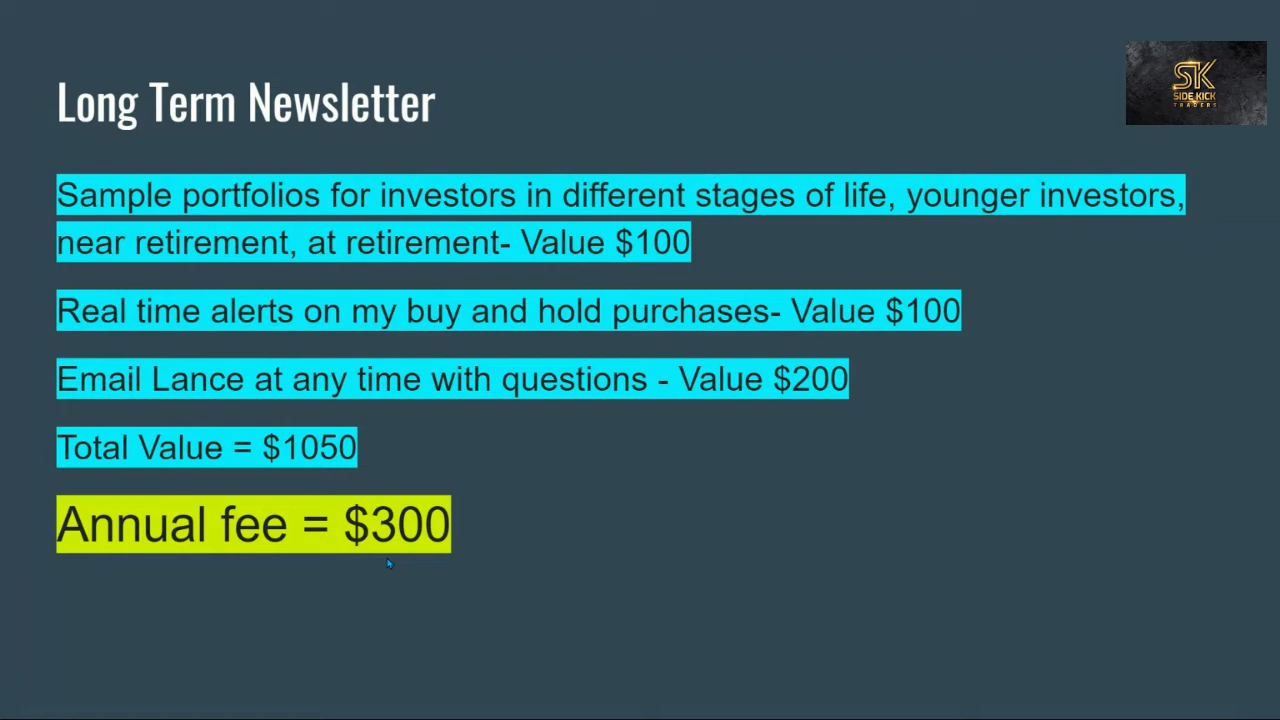 Long Term Newsletter
SK
SIDE KICK
TRADERS
Sample portfolios for investors in different stages of life, younger investors,
near retirement, at retirement- Value $100
Real time alerts on my buy and hold purchases- Value $100
Email Lance at any time with questions - Value $200
Total Value = $1050
Annual fee = $300